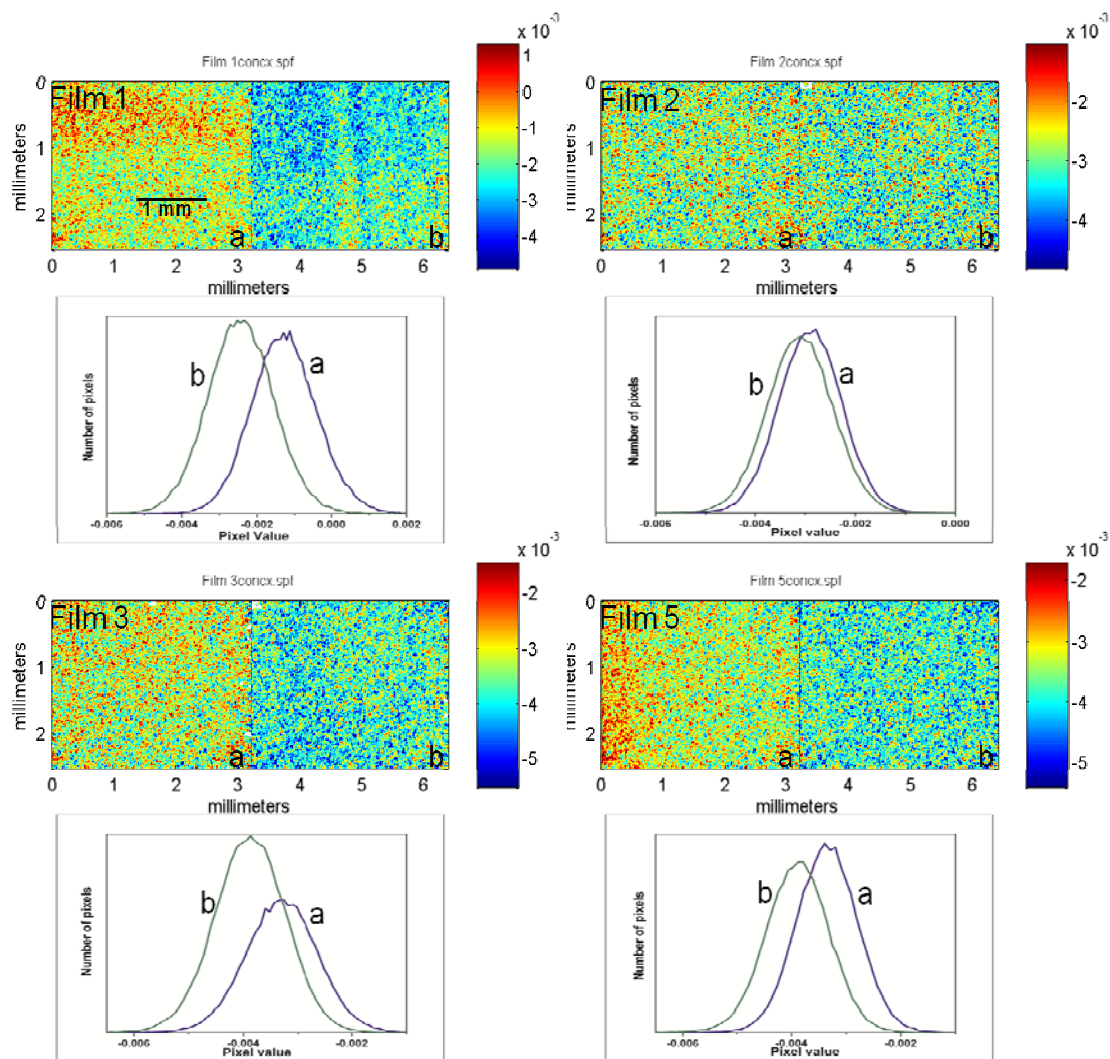 x 10⁻³
Film 1concx.spf
Film 1
millimeters
0
1
2
1 mm
a
b
0 1 2 3 4 5 6
millimeters
1
0
-1
-2
-3
-4
x 10⁻³
Film 2concx.spf
Film 2
millimeters
0
1
2
a
b
0 1 2 3 4 5 6
millimeters
-2
-3
-4
Number of pixels
b
a
-0.006 -0.004 -0.002 0.000 0.002
Pixel Value
Number of pixels
b
a
-0.006 -0.004 -0.002 0.000
Pixel value
x 10⁻³
Film 3concx.spf
Film 3
millimeters
0
1
2
a
b
0 1 2 3 4 5 6
millimeters
-2
-3
-4
-5
x 10⁻³
Film 5concx.spf
Film 5
millimeters
0
1
2
a
b
0 1 2 3 4 5 6
millimeters
-2
-3
-4
-5
Number of pixels
b
a
-0.006 -0.004 -0.002
Pixel value
Number of pixels
b
a
-0.006 -0.004 -0.002
Pixel value